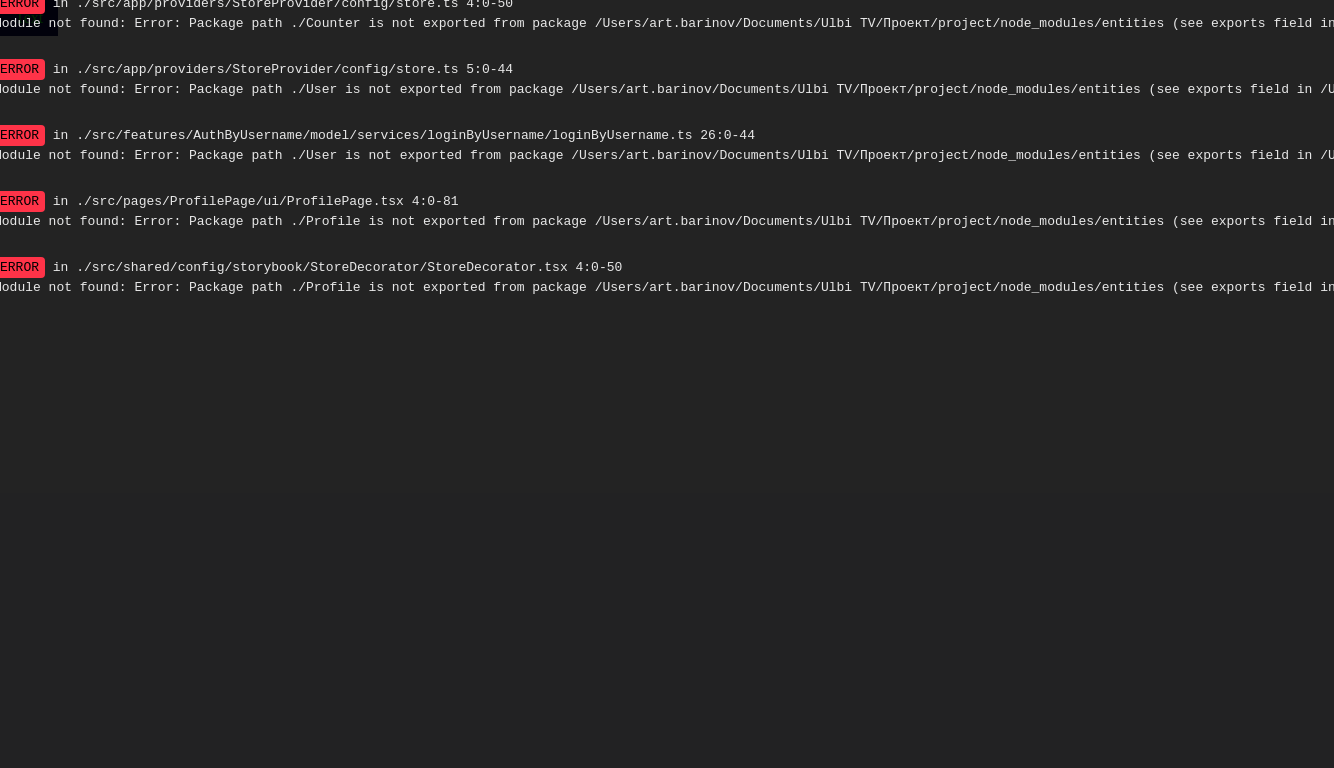 ERROR in ./src/app/providers/StoreProvider/config/store.ts 4:0-50
Module not found: Error: Package path ./Counter is not exported from package /Users/art.barinov/Documents/Ulbi TV/Проект/project/node_modules/entities (see exports field in
ERROR in ./src/app/providers/StoreProvider/config/store.ts 5:0-44
Module not found: Error: Package path ./User is not exported from package /Users/art.barinov/Documents/Ulbi TV/Проект/project/node_modules/entities (see exports field in /U
ERROR in ./src/features/AuthByUsername/model/services/loginByUsername/loginByUsername.ts 26:0-44
Module not found: Error: Package path ./User is not exported from package /Users/art.barinov/Documents/Ulbi TV/Проект/project/node_modules/entities (see exports field in /U
ERROR in ./src/pages/ProfilePage/ui/ProfilePage.tsx 4:0-81
Module not found: Error: Package path ./Profile is not exported from package /Users/art.barinov/Documents/Ulbi TV/Проект/project/node_modules/entities (see exports field in
ERROR in ./src/shared/config/storybook/StoreDecorator/StoreDecorator.tsx 4:0-50
Module not found: Error: Package path ./Profile is not exported from package /Users/art.barinov/Documents/Ulbi TV/Проект/project/node_modules/entities (see exports field in